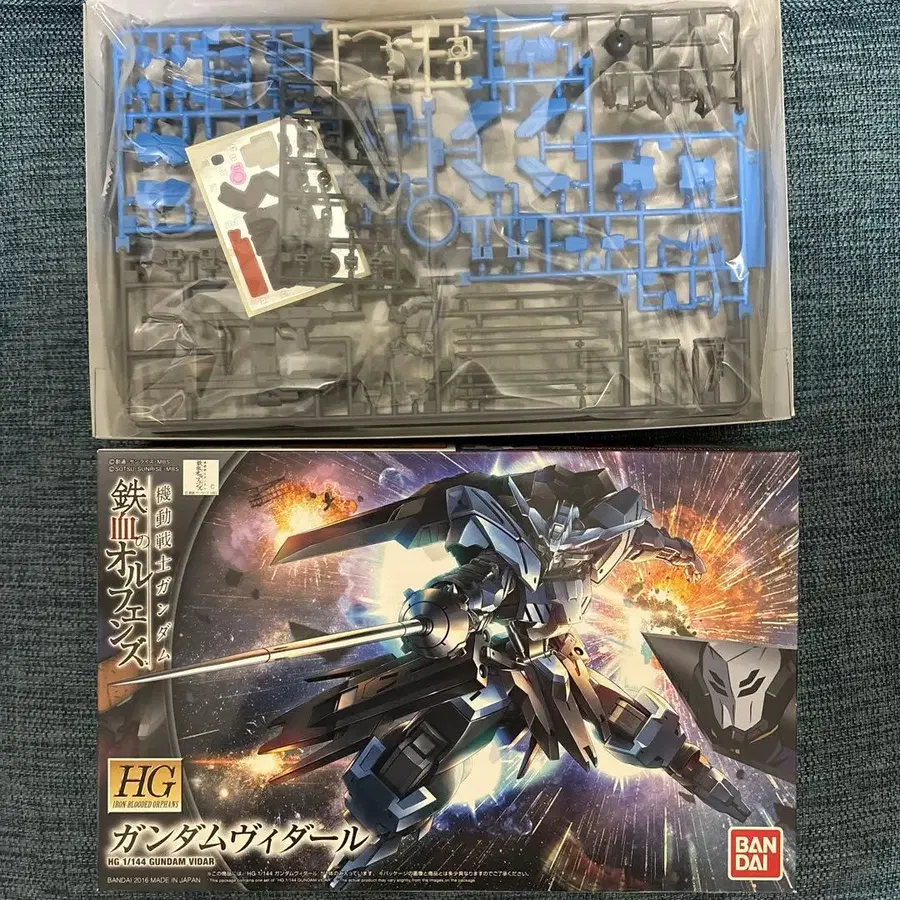 ©創通・サンライズ・MBS
©SOTSU・SUNRISE・MBS
機動戦士ガンダム
鉄血のオルフェンズ
HG
IRON-BLOODED ORPHANS
ガンダムヴィダール
HG 1/144 GUNDAM VIDAR
BANDAI 2016 MADE IN JAPAN
BAN
DAI